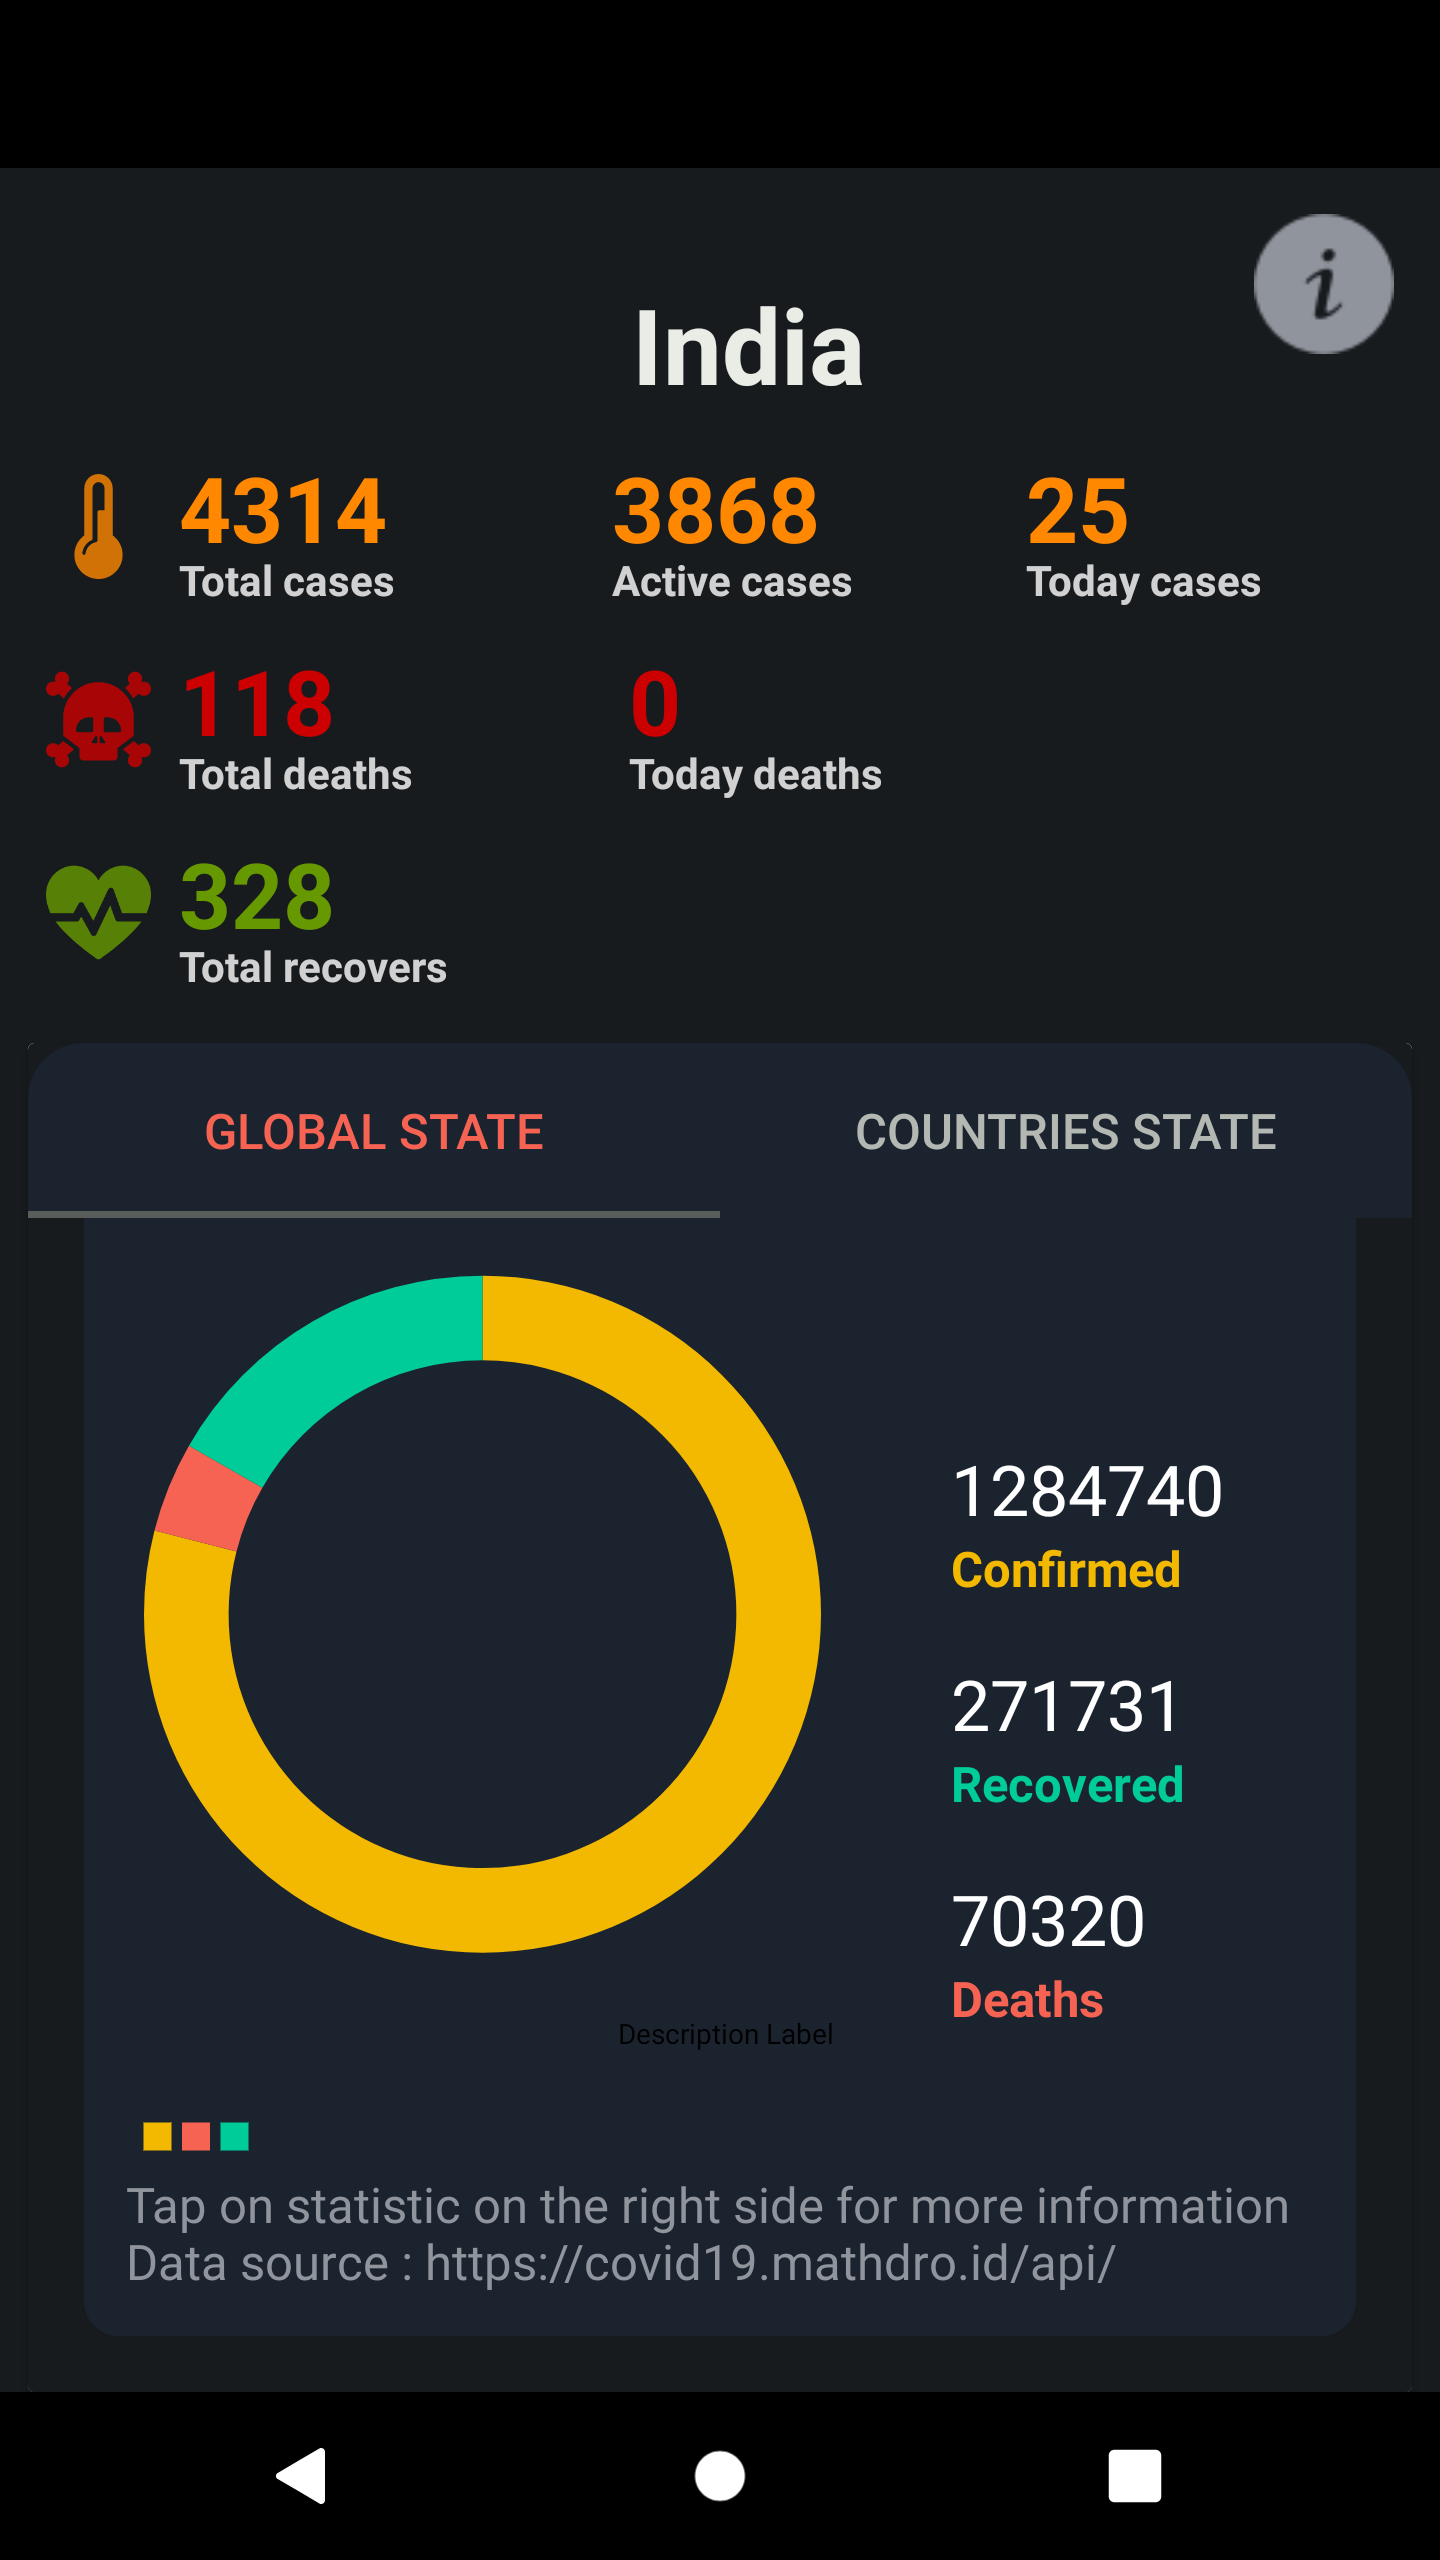 i
India
4314 3868 25
Total cases Active cases Today cases
118 0
Total deaths Today deaths
328
Total recovers
GLOBAL STATE COUNTRIES STATE
1284740
Confirmed
271731
Recovered
70320
Deaths
Description Label
Tap on statistic on the right side for more information
Data source : https://covid19.mathdro.id/api/